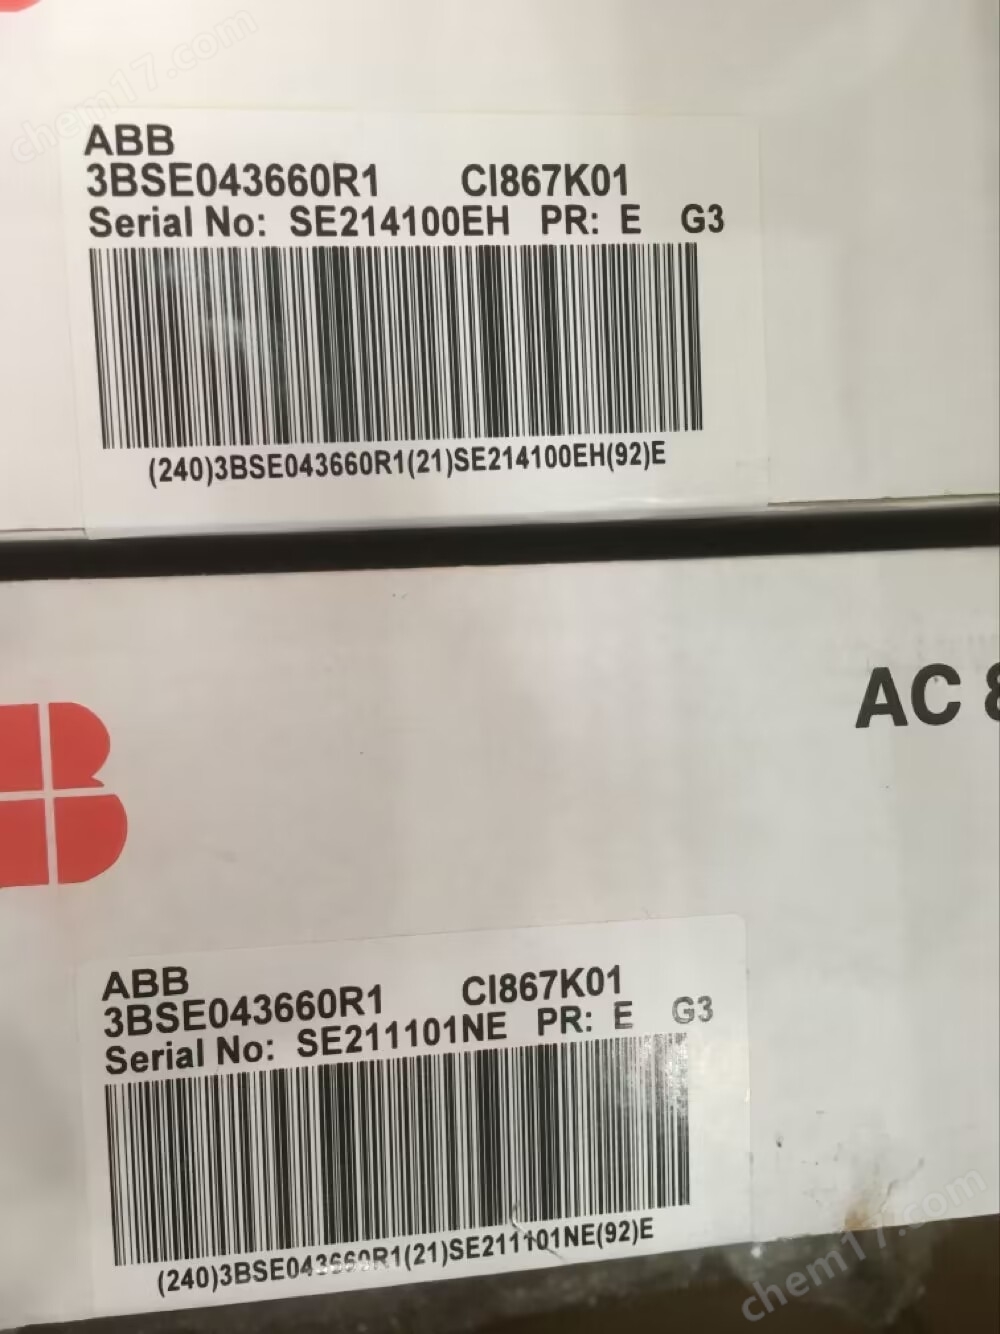 chem17.com
ABB
3BSE043660R1 CI867K01
Serial No: SE214100EH PR: E G3
(240)3BSE043660R1(21)SE214100EH(92)E
AC
ABB
3BSE043660R1 CI867K01
Serial No: SE211101NE PR: E G3
(240)3BSE043660R1(21)SE211101NE(92)E
chem17.com